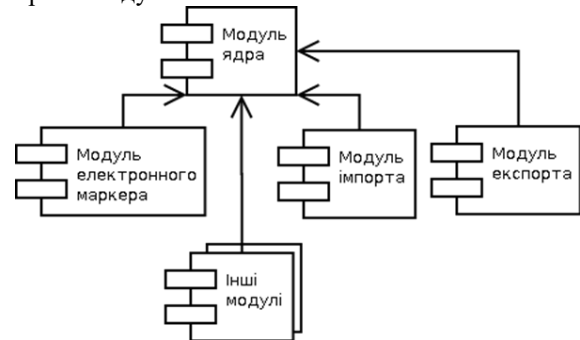 Модуль
ядра
Модуль
електронного
маркера
Модуль
імпорта
Модуль
експорта
Інші
модулі